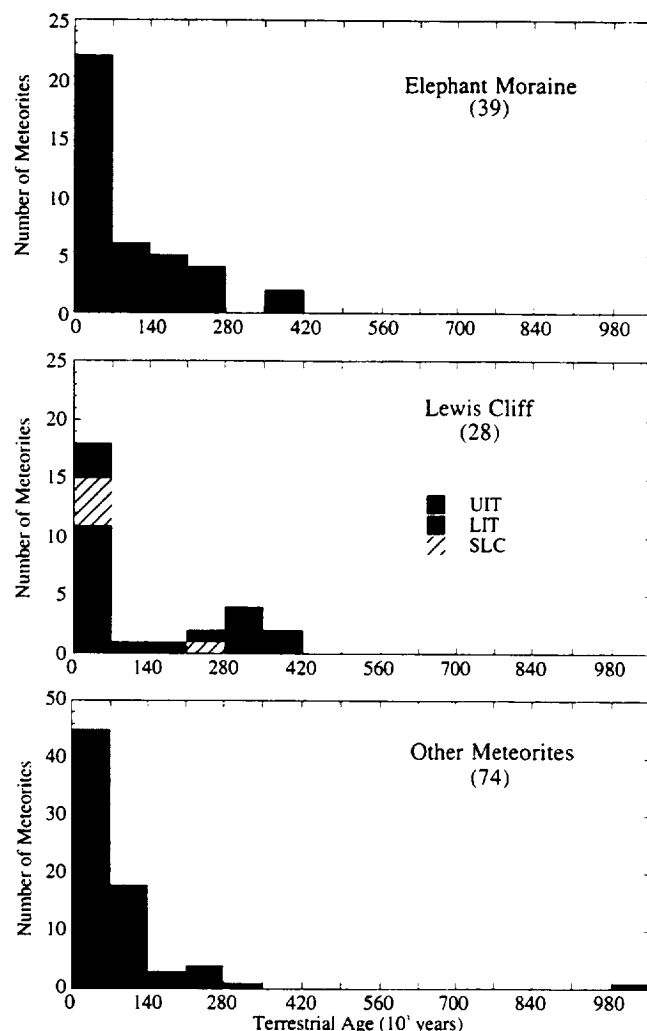 Elephant Moraine
(39)
Number of Meteorites
25
20
15
10
5
0
0 140 280 420 560 700 840 980
Lewis Cliff
(28)
UIT
LIT
SLC
Number of Meteorites
25
20
15
10
5
0
0 140 280 420 560 700 840 980
Other Meteorites
(74)
Number of Meteorites
50
40
30
20
10
0
0 140 280 420 560 700 840 980
Terrestrial Age (10³ years)